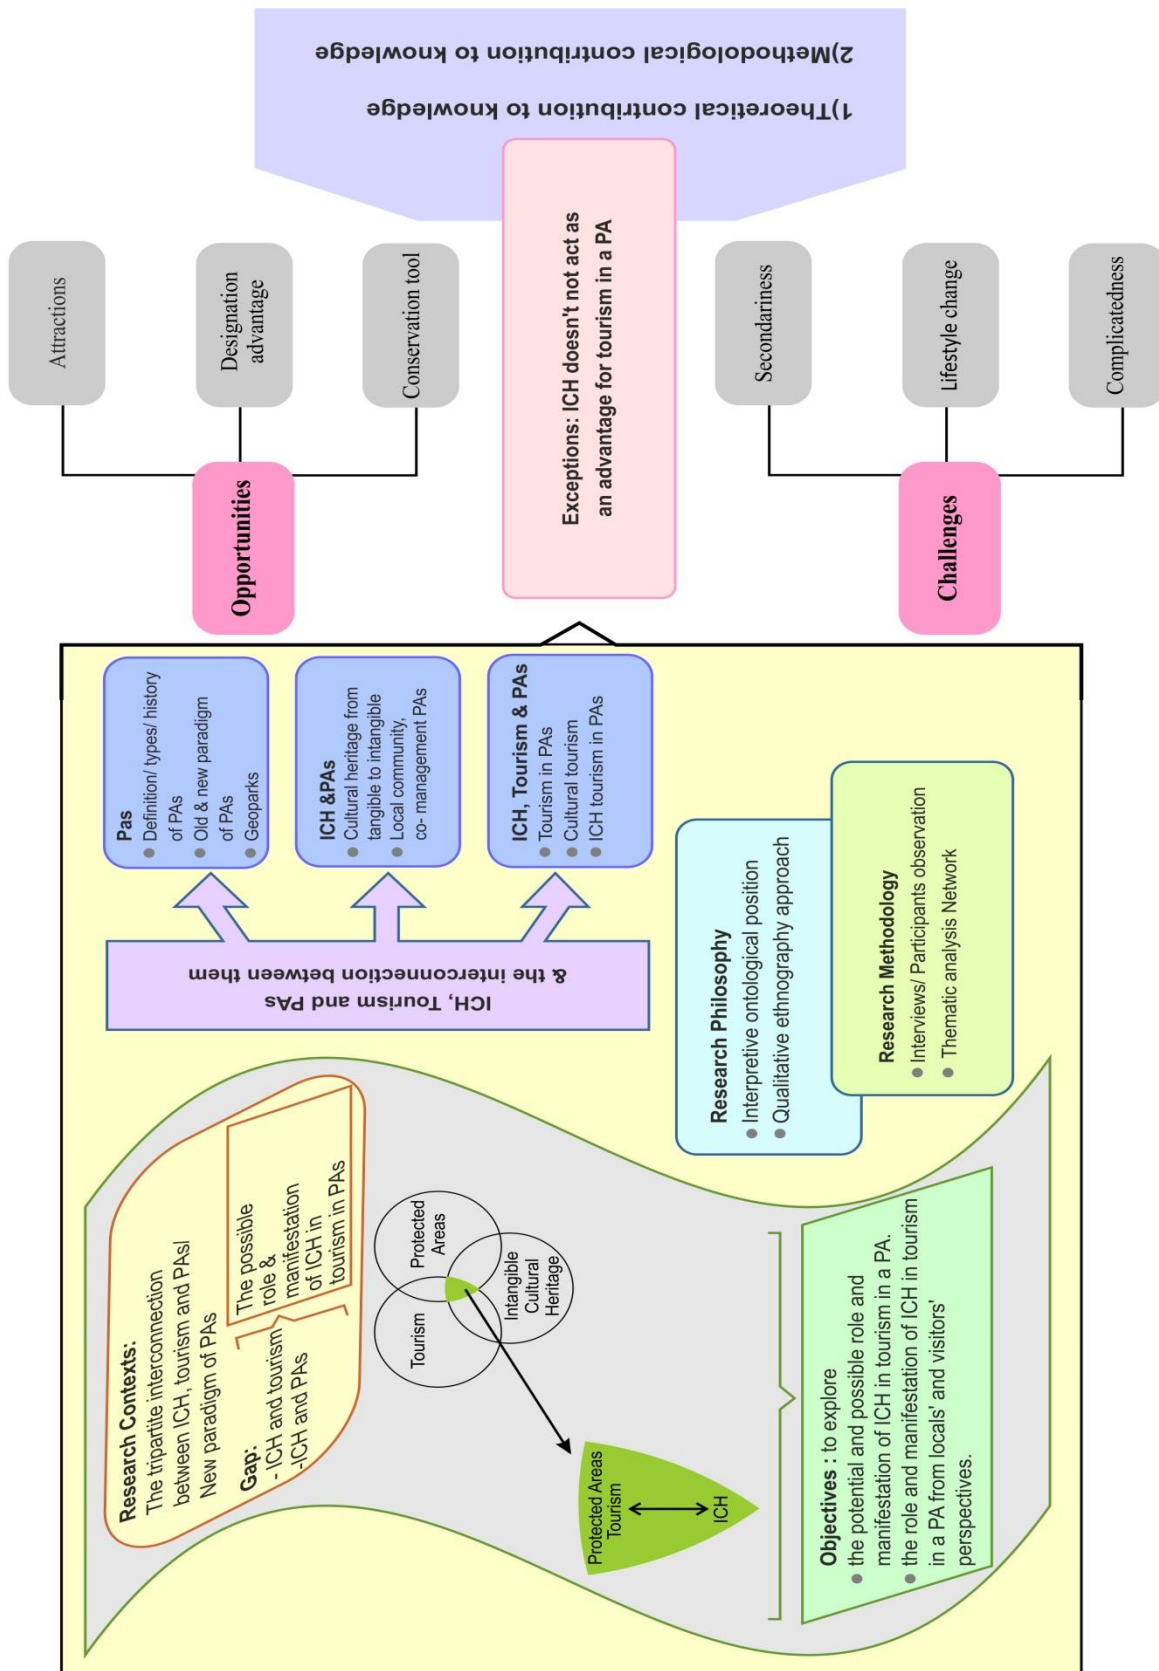 Research Contexts:
The tripartite interconnection
between ICH, tourism and PAs|
New paradigm of PAs
Gap:
- ICH and tourism
-ICH and PAs
The possible
role &
manifestation
of ICH in
tourism in PAs
Tourism
Protected
Areas
Intangible
Cultural
Heritage
Protected Areas
Tourism
ICH
Objectives : to explore
● the potential and possible role and
manifestation of ICH in tourism in a PA.
● the role and manifestation of ICH in tourism
in a PA from locals' and visitors'
perspectives.
ICH, Tourism and PAs
& the interconnection between them
Pas
● Definition/ types/ history
of PAs
● Old & new paradigm
of PAs
● Geoparks
ICH &PAs
● Cultural heritage from
tangible to intangible
● Local community,
co- management PAs
ICH, Tourism & PAs
● Tourism in PAs
● Cultural tourism
● ICH tourism in PAs
Research Philosophy
● Interpretive ontological position
● Qualitative ethnography approach
Research Methodology
● Interviews/ Participants observation
● Thematic analysis Network
Opportunities
Attractions
Designation
advantage
Conservation tool
Exceptions: ICH doesn't not act as
an advantage for tourism in a PA
Challenges
Secondariness
Lifestyle change
Complicatedness
1)Theoretical contribution to knowledge
2)Methodological contribution to knowledge